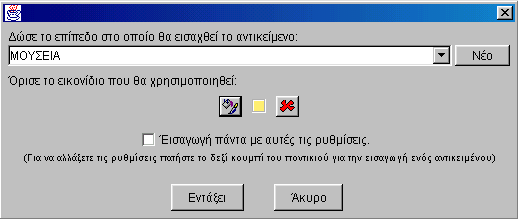 Δώσε το επίπεδο στο οποίο θα εισαχθεί το αντικείμενο:
ΜΟΥΣΕΙΑ
Νέο
Όρισε το εικονίδιο που θα χρησιμοποιηθεί:
Έισαγωγή πάντα με αυτές τις ρυθμίσεις.
(Για να αλλάξετε τις ρυθμίσεις πατήστε το δεξί κουμπί του ποντικιού για την εισαγωγή ενός αντικειμένου)
Εντάξει
Άκυρο